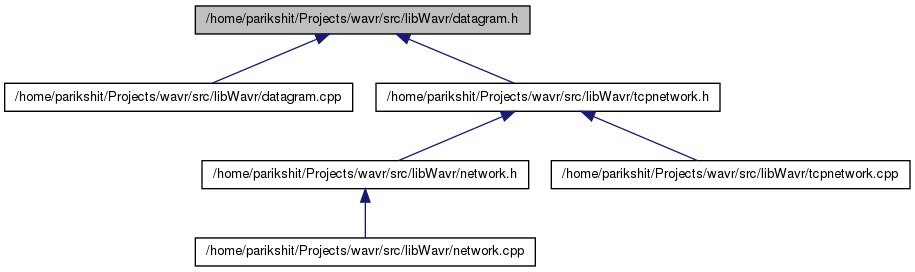 /home/parikshit/Projects/wavr/src/libWavr/datagram.h
/home/parikshit/Projects/wavr/src/libWavr/datagram.cpp
/home/parikshit/Projects/wavr/src/libWavr/tcpnetwork.h
/home/parikshit/Projects/wavr/src/libWavr/network.h
/home/parikshit/Projects/wavr/src/libWavr/tcpnetwork.cpp
/home/parikshit/Projects/wavr/src/libWavr/network.cpp